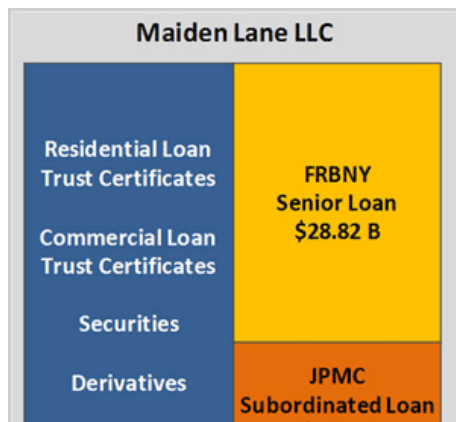 Maiden Lane LLC
Residential Loan
Trust Certificates
Commercial Loan
Trust Certificates
Securities
Derivatives
FRBNY
Senior Loan
$28.82 B
JPMC
Subordinated Loan